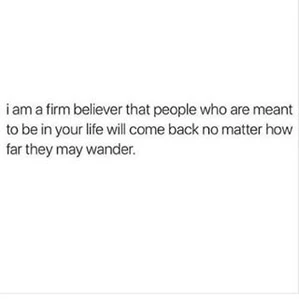 i am a firm believer that people who are meant
to be in your life will come back no matter how
far they may wander.